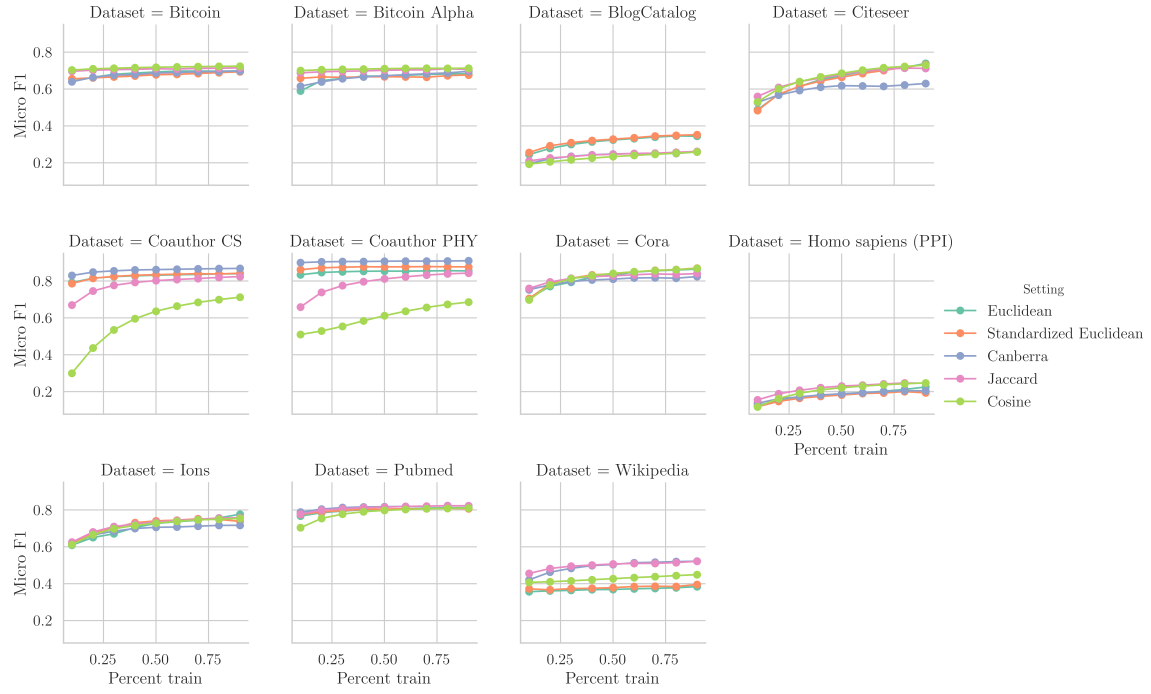 Dataset = Bitcoin
Dataset = Bitcoin Alpha
Dataset = BlogCatalog
Dataset = Citeseer
0.8
0.6
0.4
0.2
Micro F1
Dataset = Coauthor CS
Dataset = Coauthor PHY
Dataset = Cora
Dataset = Homo sapiens (PPI)
0.8
0.6
0.4
0.2
Micro F1
0.25 0.50 0.75
Percent train
Setting
Euclidean
Standardized Euclidean
Canberra
Jaccard
Cosine
Dataset = Ions
Dataset = Pubmed
Dataset = Wikipedia
0.8
0.6
0.4
0.2
Micro F1
0.25 0.50 0.75
0.25 0.50 0.75
0.25 0.50 0.75
Percent train
Percent train
Percent train